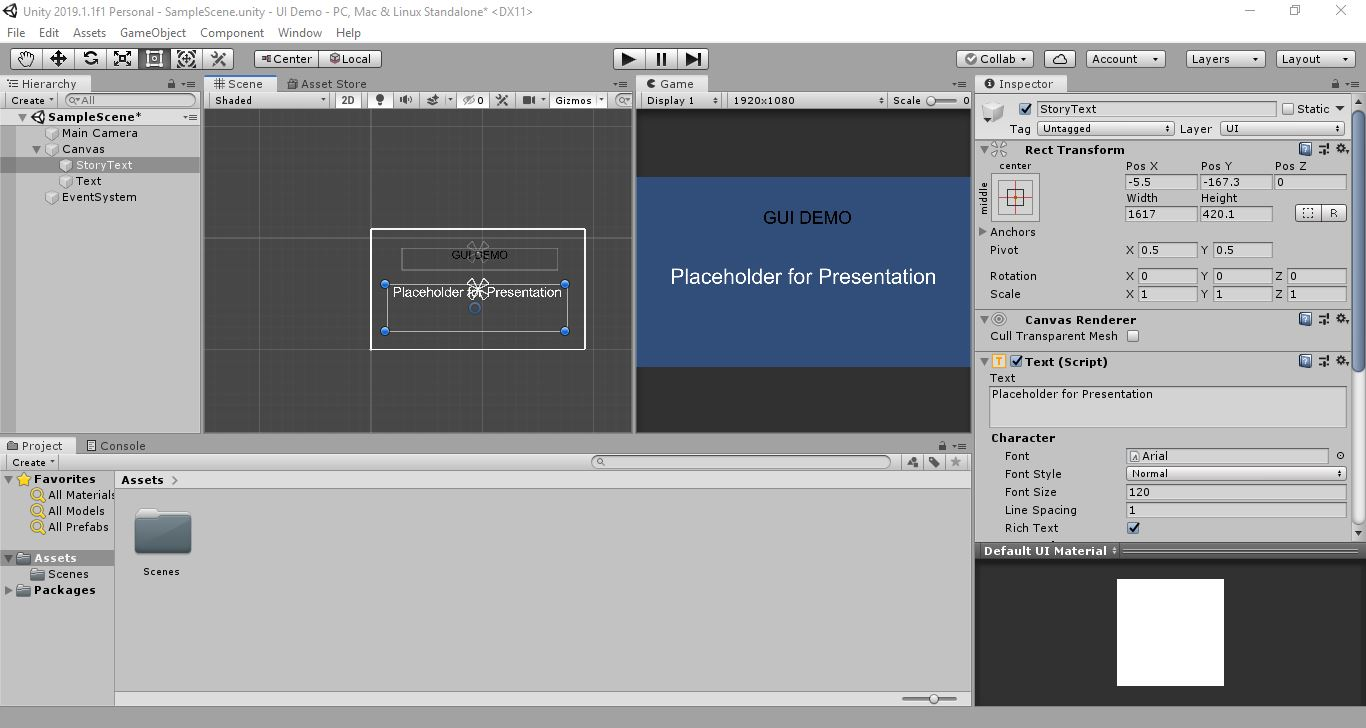 Unity 2019.1.1f1 Personal - SampleScene.unity - UI Demo - PC, Mac & Linux Standalone* <DX11>
File Edit Assets GameObject Component Window Help
Center Local Collab Account Layers Layout
Hierarchy
Create All
SampleScene*
Main Camera
Canvas
StoryText
Text
EventSystem
Scene Asset Store
Shaded 2D 0 Gizmos
GUI DEMO
Placeholder for Presentation
Game
Display 1 1920x1080 Scale 0
GUI DEMO
Placeholder for Presentation
Inspector
StoryText Static
Tag Untagged Layer UI
Rect Transform
center Pos X Pos Y Pos Z
middle -5.5 -167.3 0
Width Height
1617 420.1 R
Anchors
Pivot X 0.5 Y 0.5
Rotation X 0 Y 0 Z 0
Scale X 1 Y 1 Z 1
Canvas Renderer
Cull Transparent Mesh
Text (Script)
Text
Placeholder for Presentation
Character
Font Arial
Font Style Normal
Font Size 120
Line Spacing 1
Rich Text
Default UI Material
Project Console
Create
Favorites
All Materials
All Models
All Prefabs
Assets
Scenes
Packages
Assets
Scenes